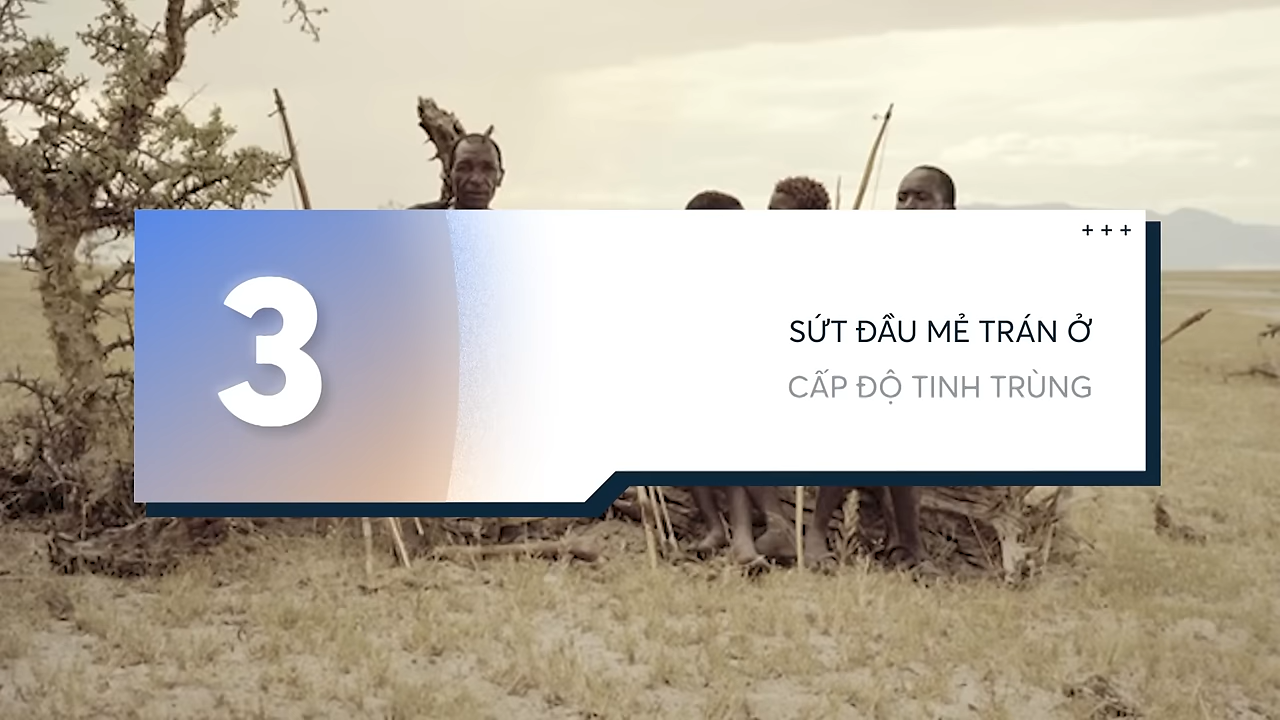 3
+ + +
SỨT ĐẦU MẺ TRÁN Ở
CẤP ĐỘ TINH TRÙNG